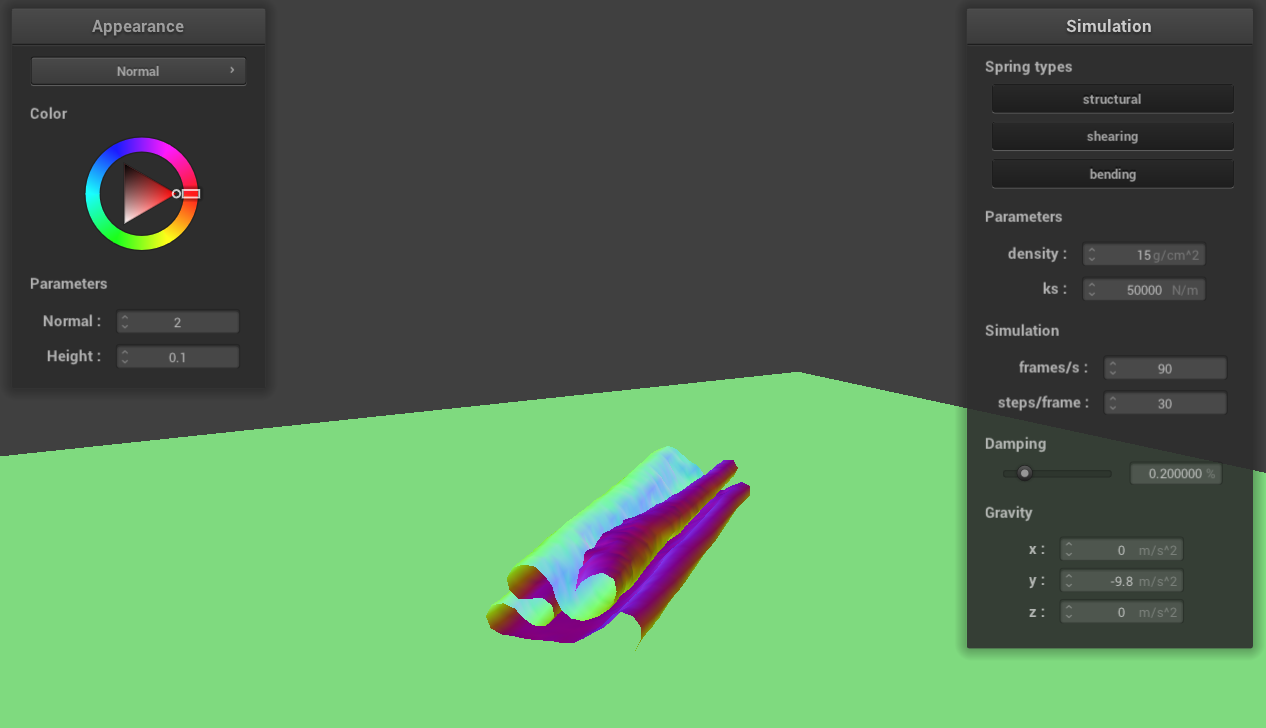 Appearance
Normal
Color
Parameters
Normal : 2
Height : 0.1
Simulation
Spring types
structural
shearing
bending
Parameters
density : 15 g/cm^2
ks : 50000 N/m
Simulation
frames/s : 90
steps/frame : 30
Damping
0.200000 %
Gravity
x : 0 m/s^2
y : -9.8 m/s^2
z : 0 m/s^2